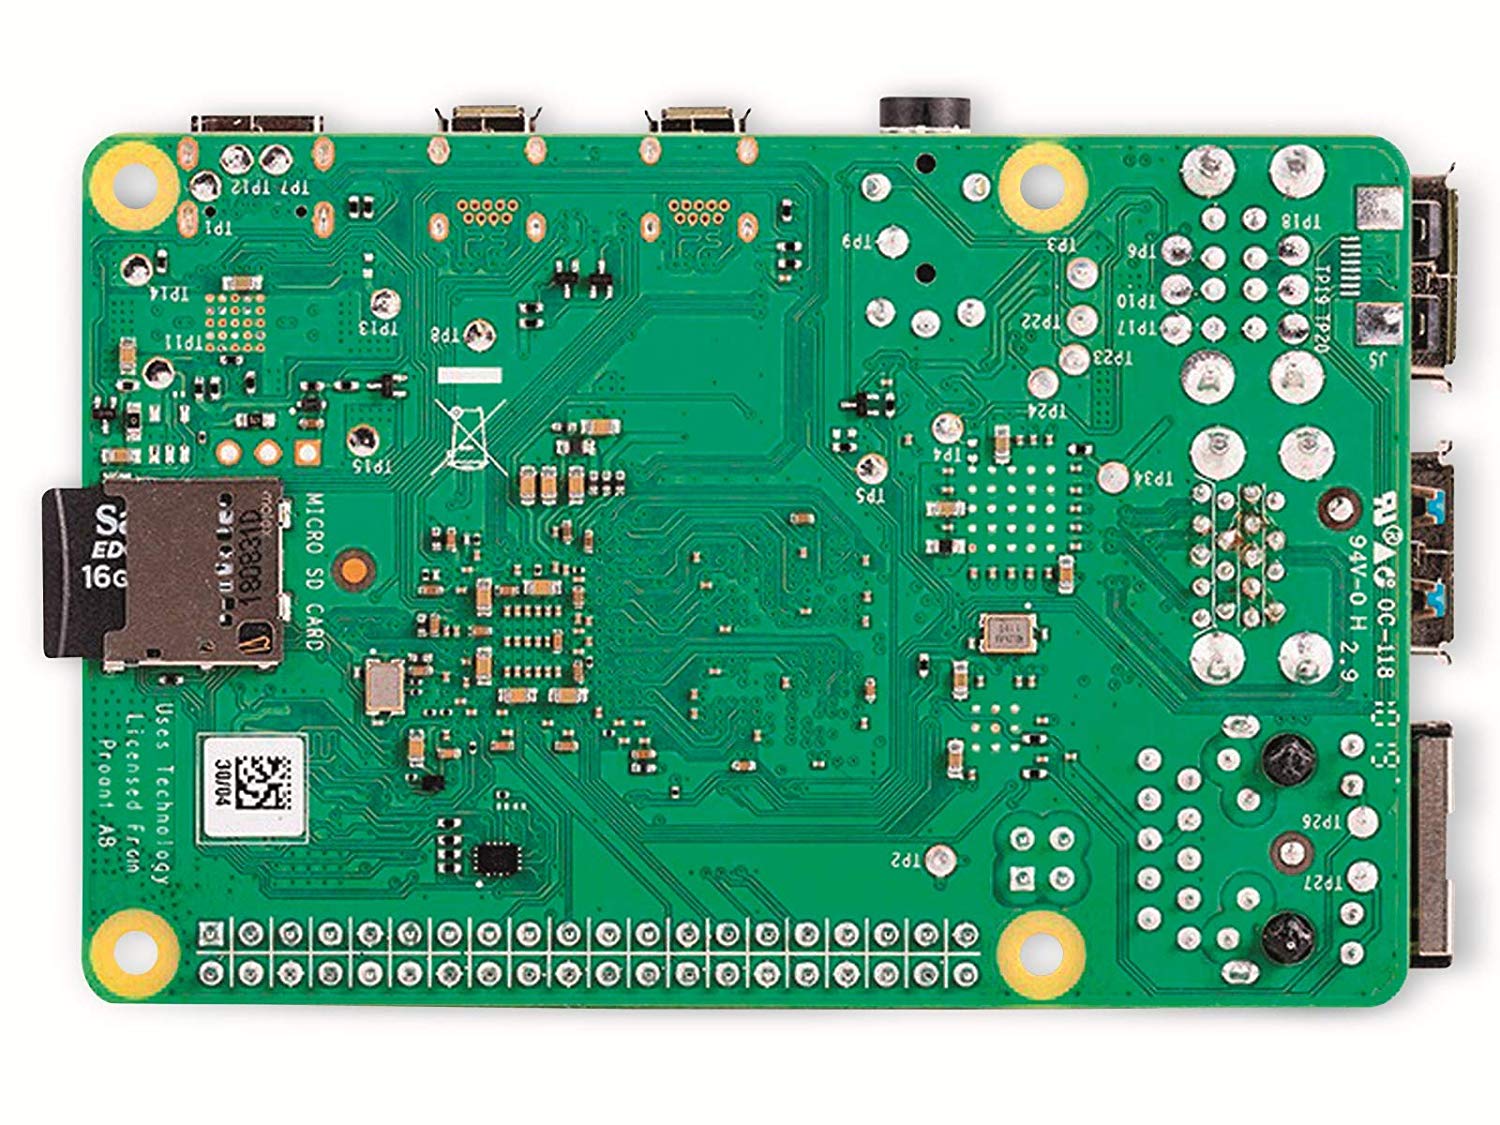 TP7
TP12
TP1
TP14
TP11
TP13
TP8
TP15
TP9
TP3
TP6
TP18
TP10
TP17
TP19
TP20
TP22
TP23
TP24
TP4
TP5
TP34
J5
MICRO SD CARD
16G
180831D
94V-0 H 2.9
OC-118
30/04
Uses Technology
Licensed From
Proant AB
TP2
TP26
TP27